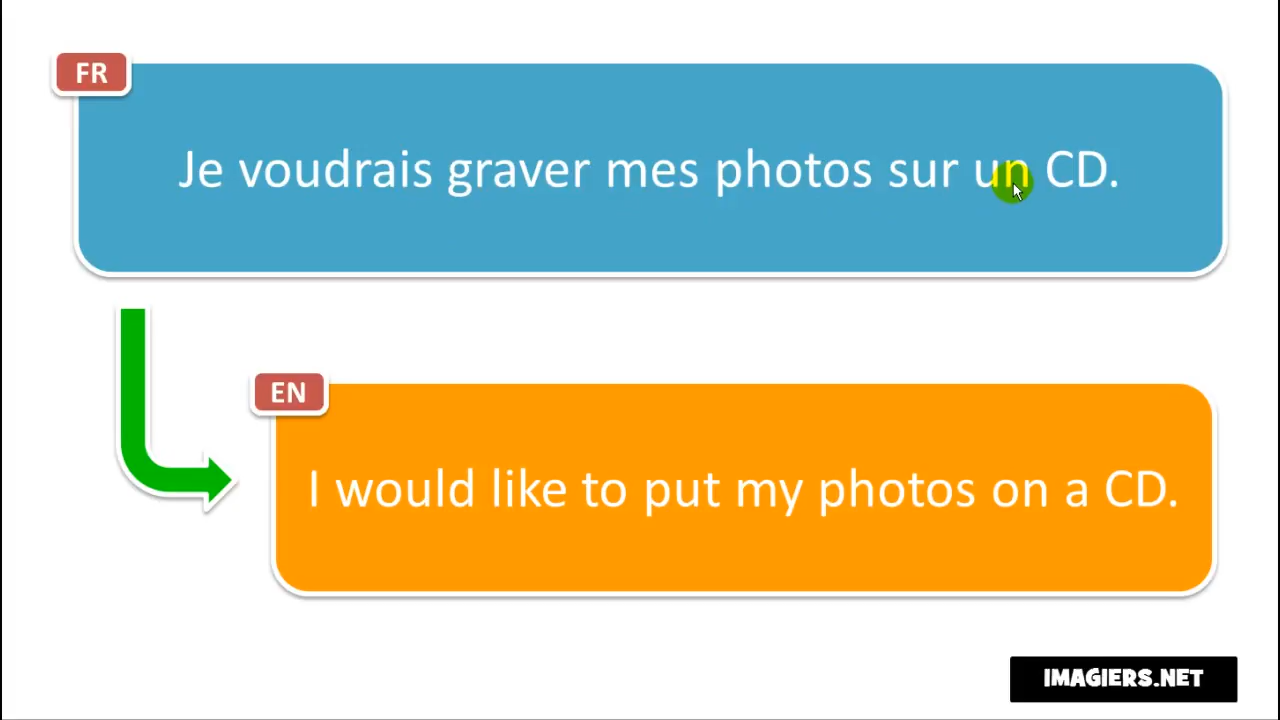 FR
Je voudrais graver mes photos sur un CD.
EN
I would like to put my photos on a CD.
IMAGIERS.NET